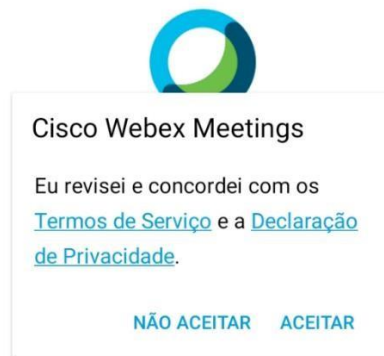 Cisco Webex Meetings
Eu revisei e concordei com os
Termos de Serviço e a Declaração
de Privacidade.
NÃO ACEITAR ACEITAR